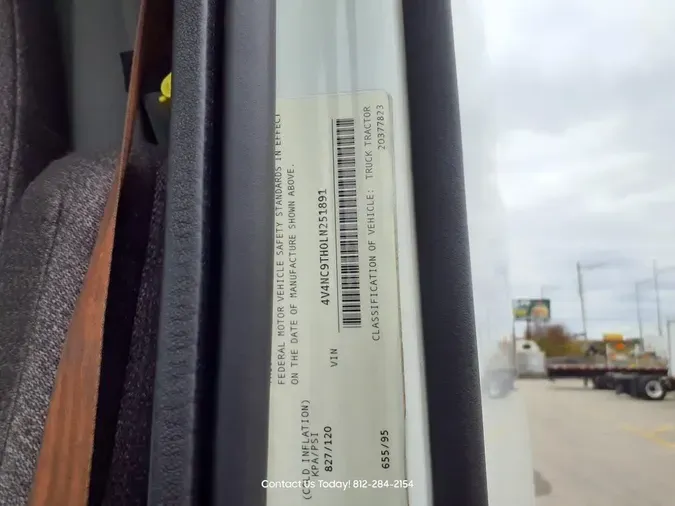 FEDERAL MOTOR VEHICLE SAFETY STANDARDS IN EFFECT
ON THE DATE OF MANUFACTURE SHOWN ABOVE.
4V4NC9TH0LN251891
VIN
CLASSIFICATION OF VEHICLE: TRUCK TRACTOR
20377823
(COLD INFLATION)
KPA/PSI
827/120
655/95
Contact Us Today! 812-284-2154